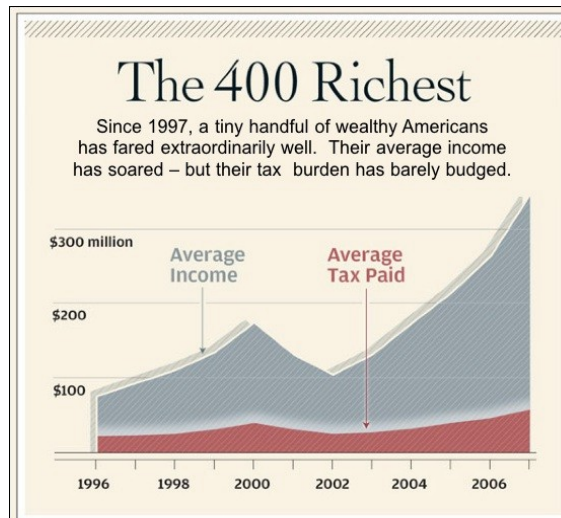 The 400 Richest
Since 1997, a tiny handful of wealthy Americans
has fared extraordinarily well.  Their average income
has soared – but their tax  burden has barely budged.
$300 million
Average
Income
Average
Tax Paid
$200
$100
1996 1998 2000 2002 2004 2006